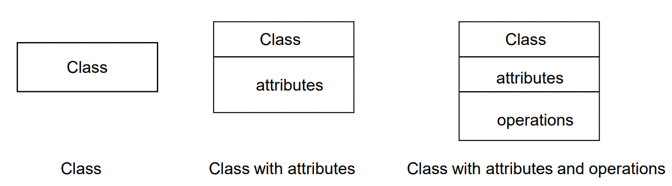 Class
Class
attributes
Class
attributes
operations
Class
Class with attributes
Class with attributes and operations